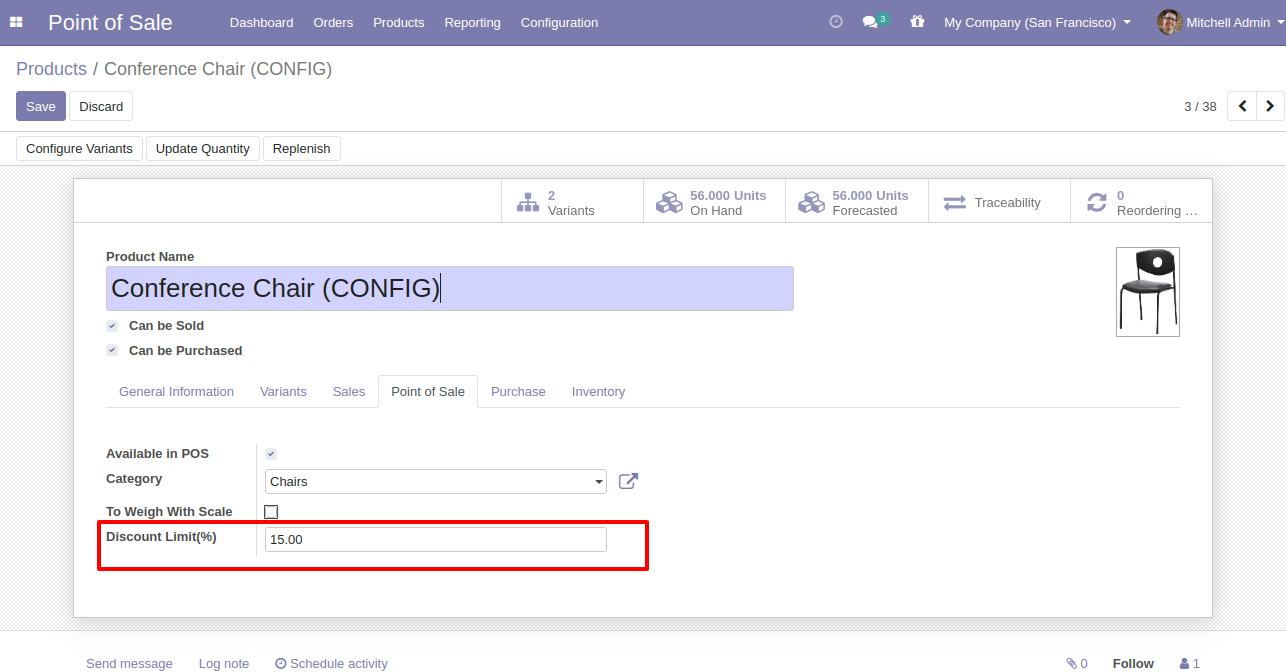 Point of Sale Dashboard Orders Products Reporting Configuration 3 My Company (San Francisco) Mitchell Admin
Products / Conference Chair (CONFIG)
Save Discard 3 / 38
Configure Variants Update Quantity Replenish
2 Variants 56.000 Units On Hand 56.000 Units Forecasted Traceability 0 Reordering ...
Product Name
Conference Chair (CONFIG)
Can be Sold
Can be Purchased
General Information Variants Sales Point of Sale Purchase Inventory
Available in POS
Category Chairs
To Weigh With Scale
Discount Limit(%) 15.00
Send message Log note Schedule activity 0 Follow 1